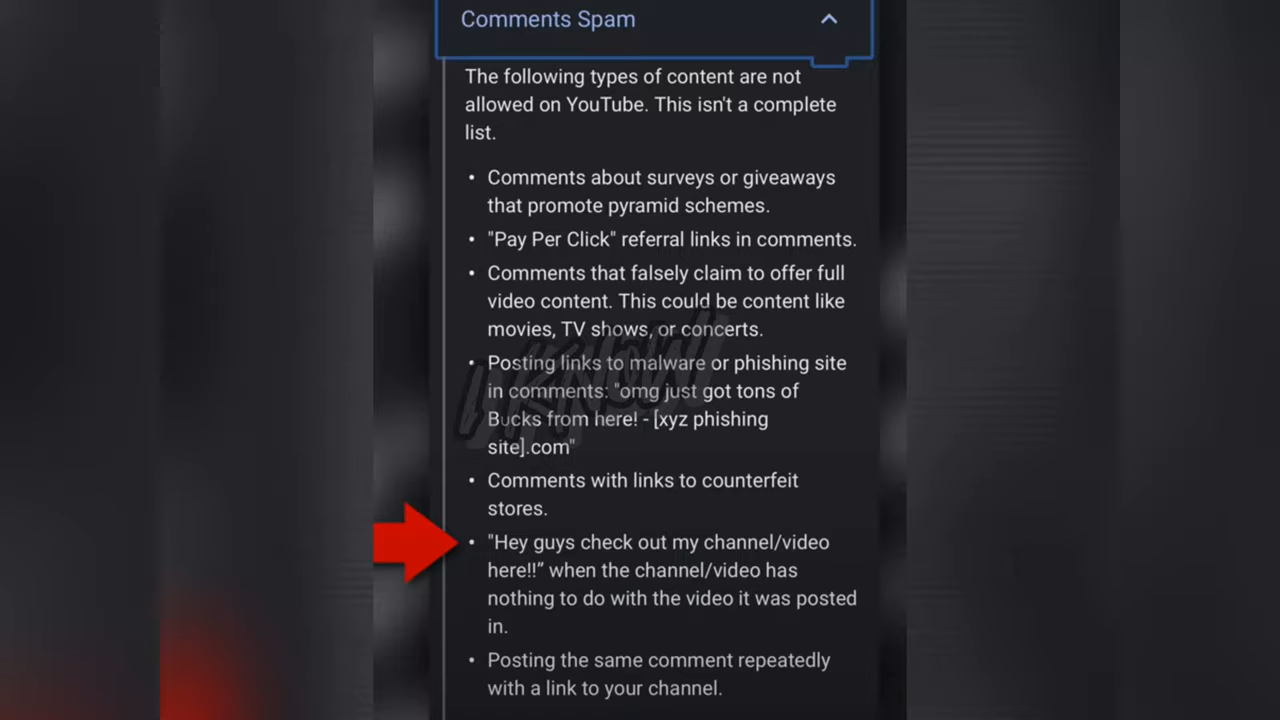 Comments Spam
The following types of content are not
allowed on YouTube. This isn't a complete
list.
• Comments about surveys or giveaways
that promote pyramid schemes.
• "Pay Per Click" referral links in comments.
• Comments that falsely claim to offer full
video content. This could be content like
movies, TV shows, or concerts.
• Posting links to malware or phishing site
in comments: "omg just got tons of
Bucks from here! - [xyz phishing
site].com"
• Comments with links to counterfeit
stores.
• "Hey guys check out my channel/video
here!!” when the channel/video has
nothing to do with the video it was posted
in.
• Posting the same comment repeatedly
with a link to your channel.